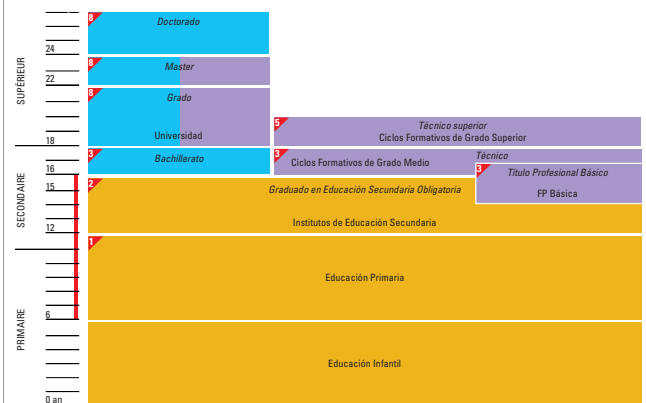 8
Doctorado
24
8
Master
22
8
Grado
SUPÉRIEUR
Universidad
5
Técnico superior
Ciclos Formativos de Grado Superior
18
3
Bachillerato
3
Ciclos Formativos de Grado Medio
Técnico
16
3
Título Profesional Básico
FP Básica
SECONDAIRE
15
2
Graduado en Educación Secundaria Obligatoria
Institutos de Educación Secundaria
12
1
Educación Primaria
PRIMAIRE
6
Educación Infantil
0 an